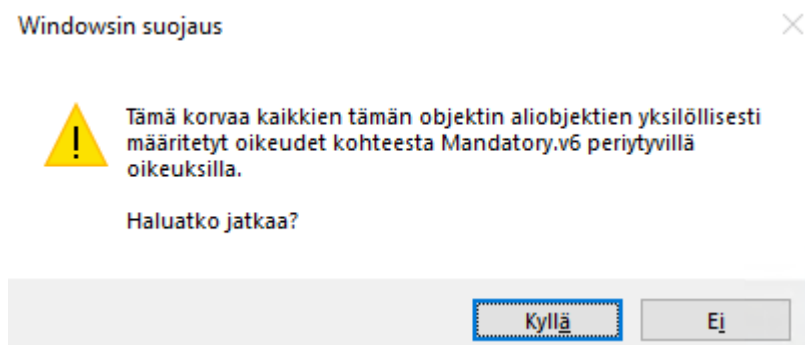 Windowsin suojaus
Tämä korvaa kaikkien tämän objektin aliobjektien yksilöllisesti
määritetyt oikeudet kohteesta Mandatory.v6 periytyvillä
oikeuksilla.
Haluatko jatkaa?
Kyllä
Ei